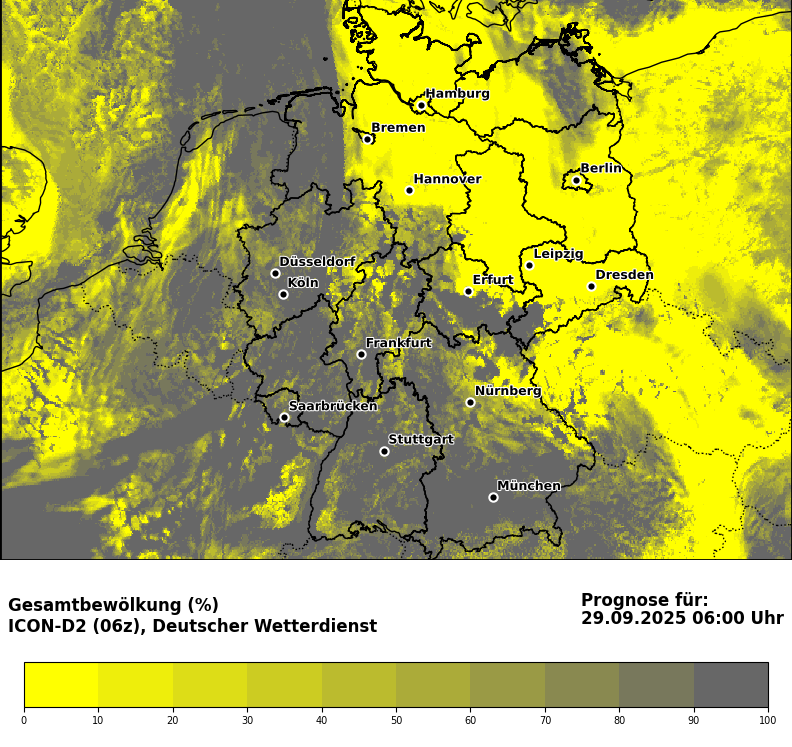 Hamburg
Bremen
Berlin
Hannover
Leipzig
Düsseldorf
Dresden
Erfurt
Köln
Frankfurt
Nürnberg
Saarbrücken
Stuttgart
München
Gesamtbewölkung (%)
ICON-D2 (06z), Deutscher Wetterdienst
Prognose für:
29.09.2025 06:00 Uhr
0 10 20 30 40 50 60 70 80 90 100